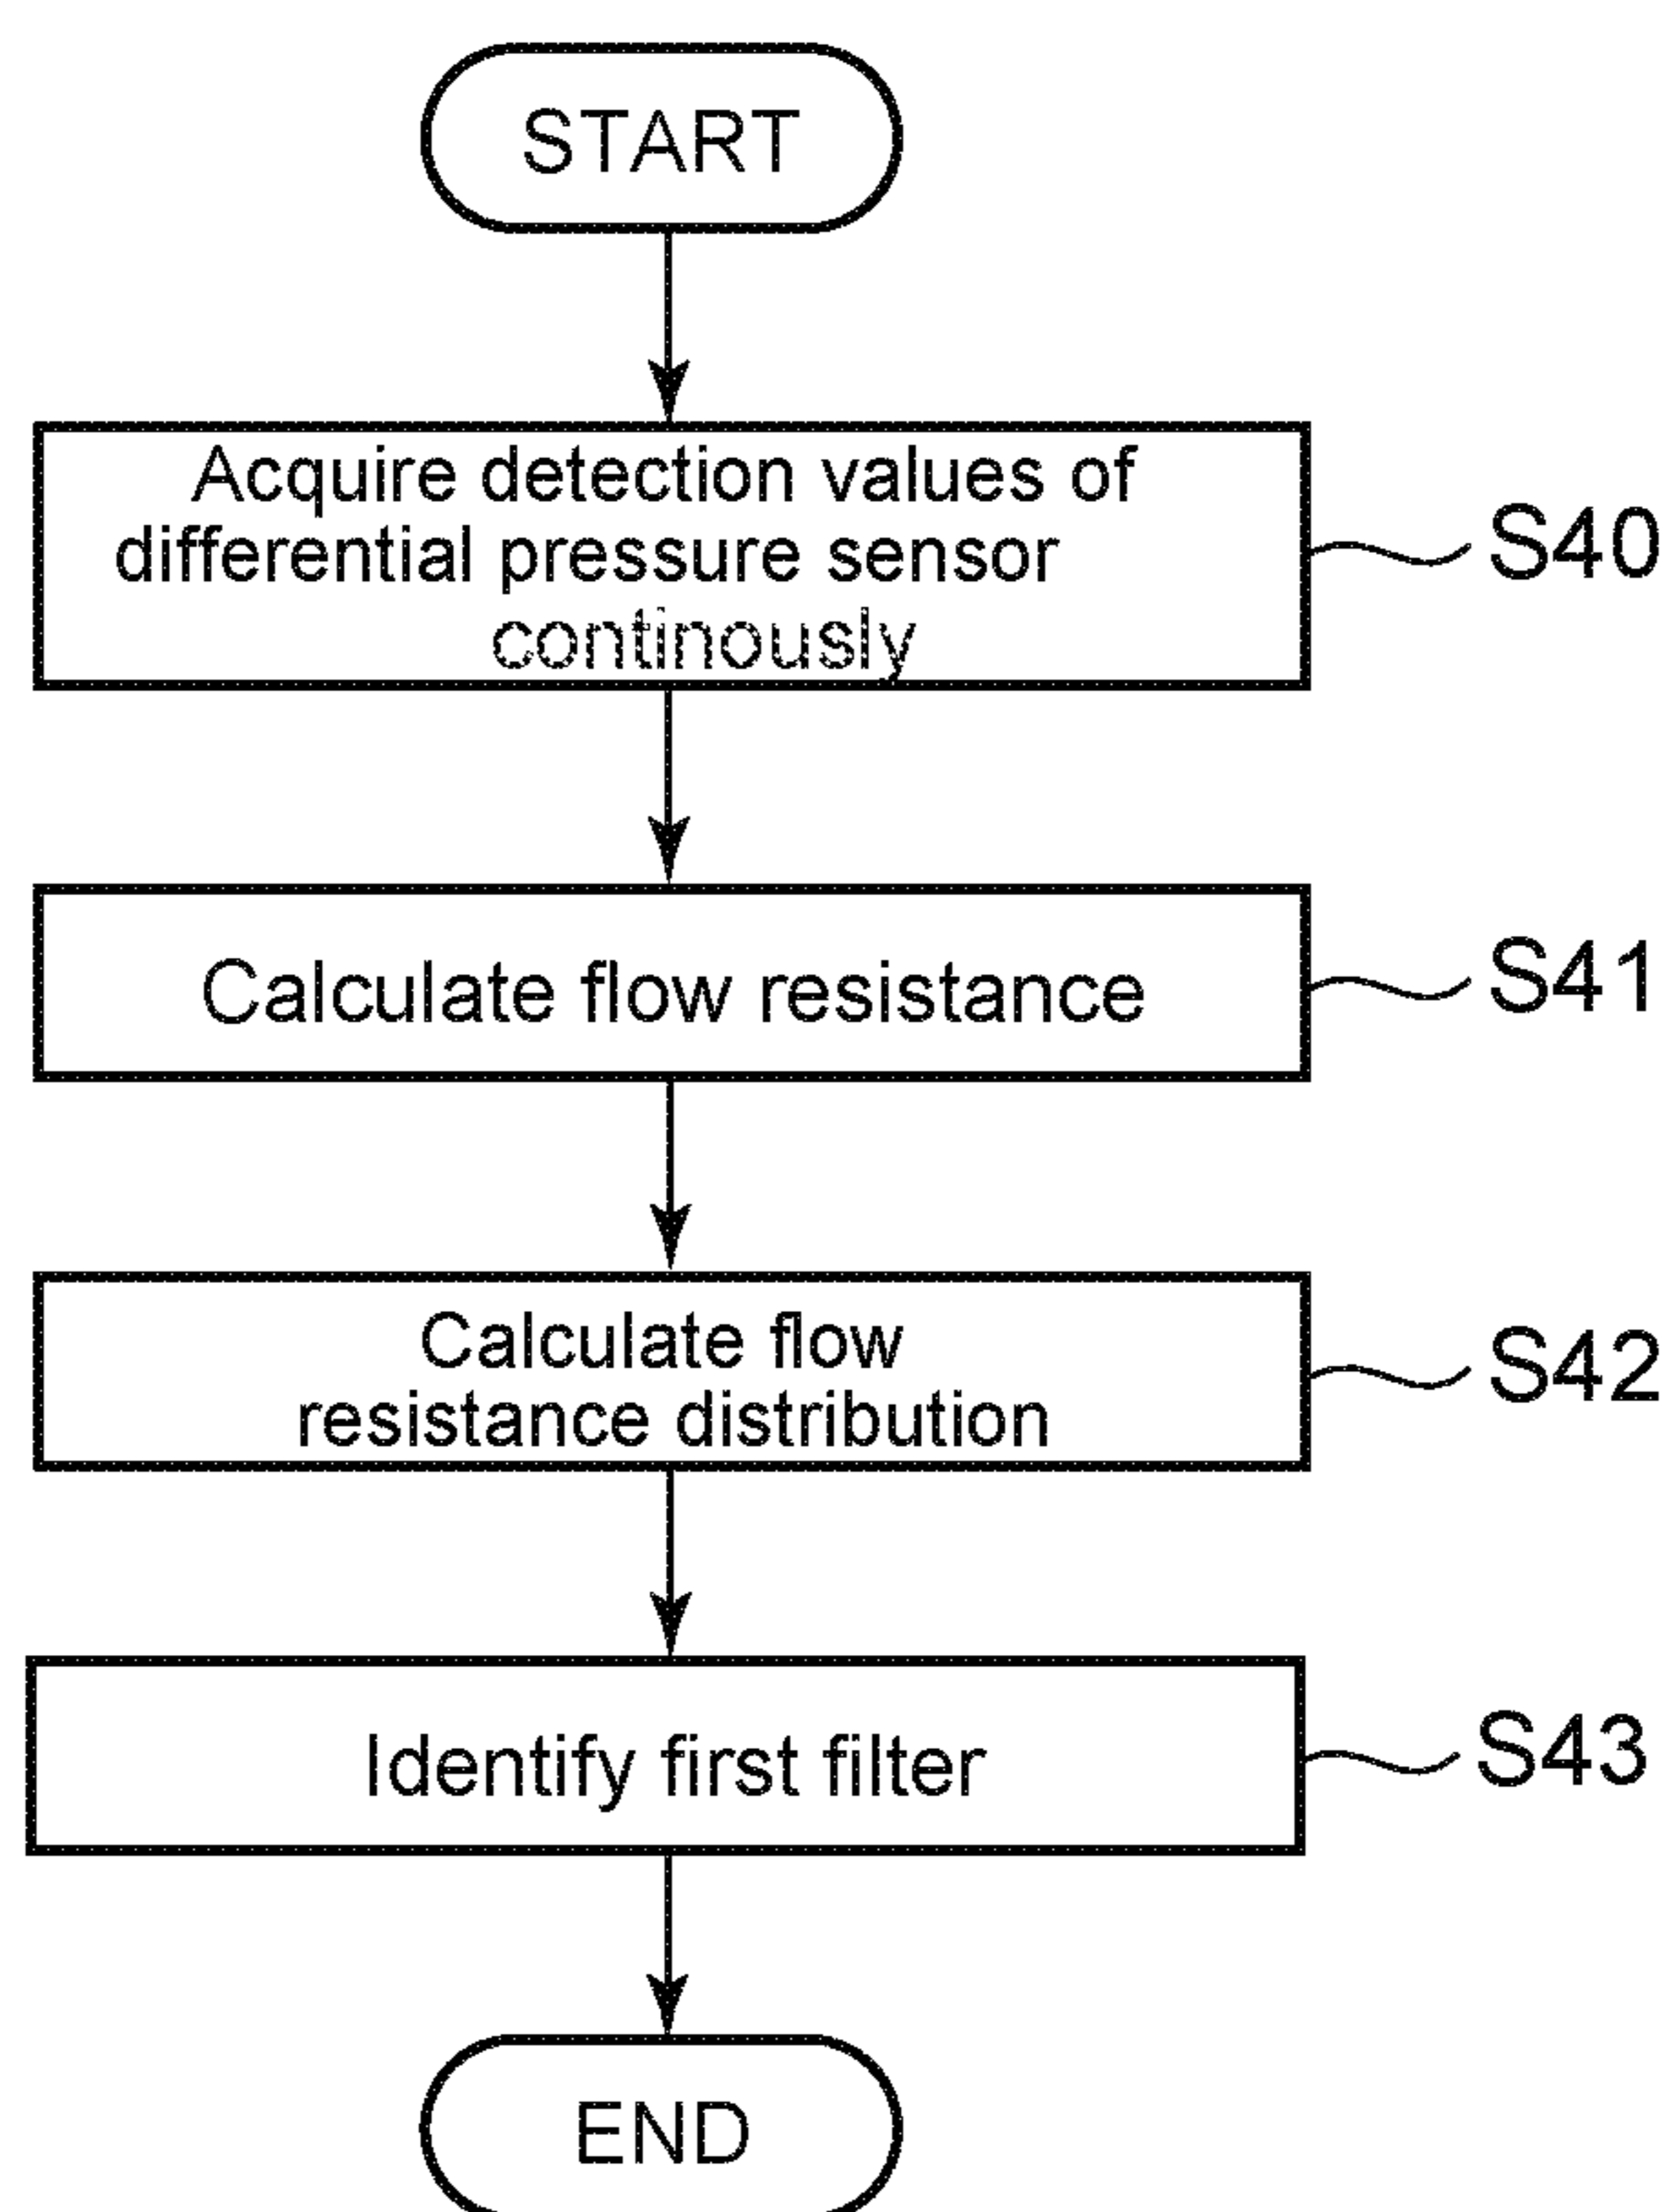 START
Acquire detection values of
differential pressure sensor
continously
S40
Calculate flow resistance
S41
Calculate flow
resistance distribution
S42
Identify first filter
S43
END